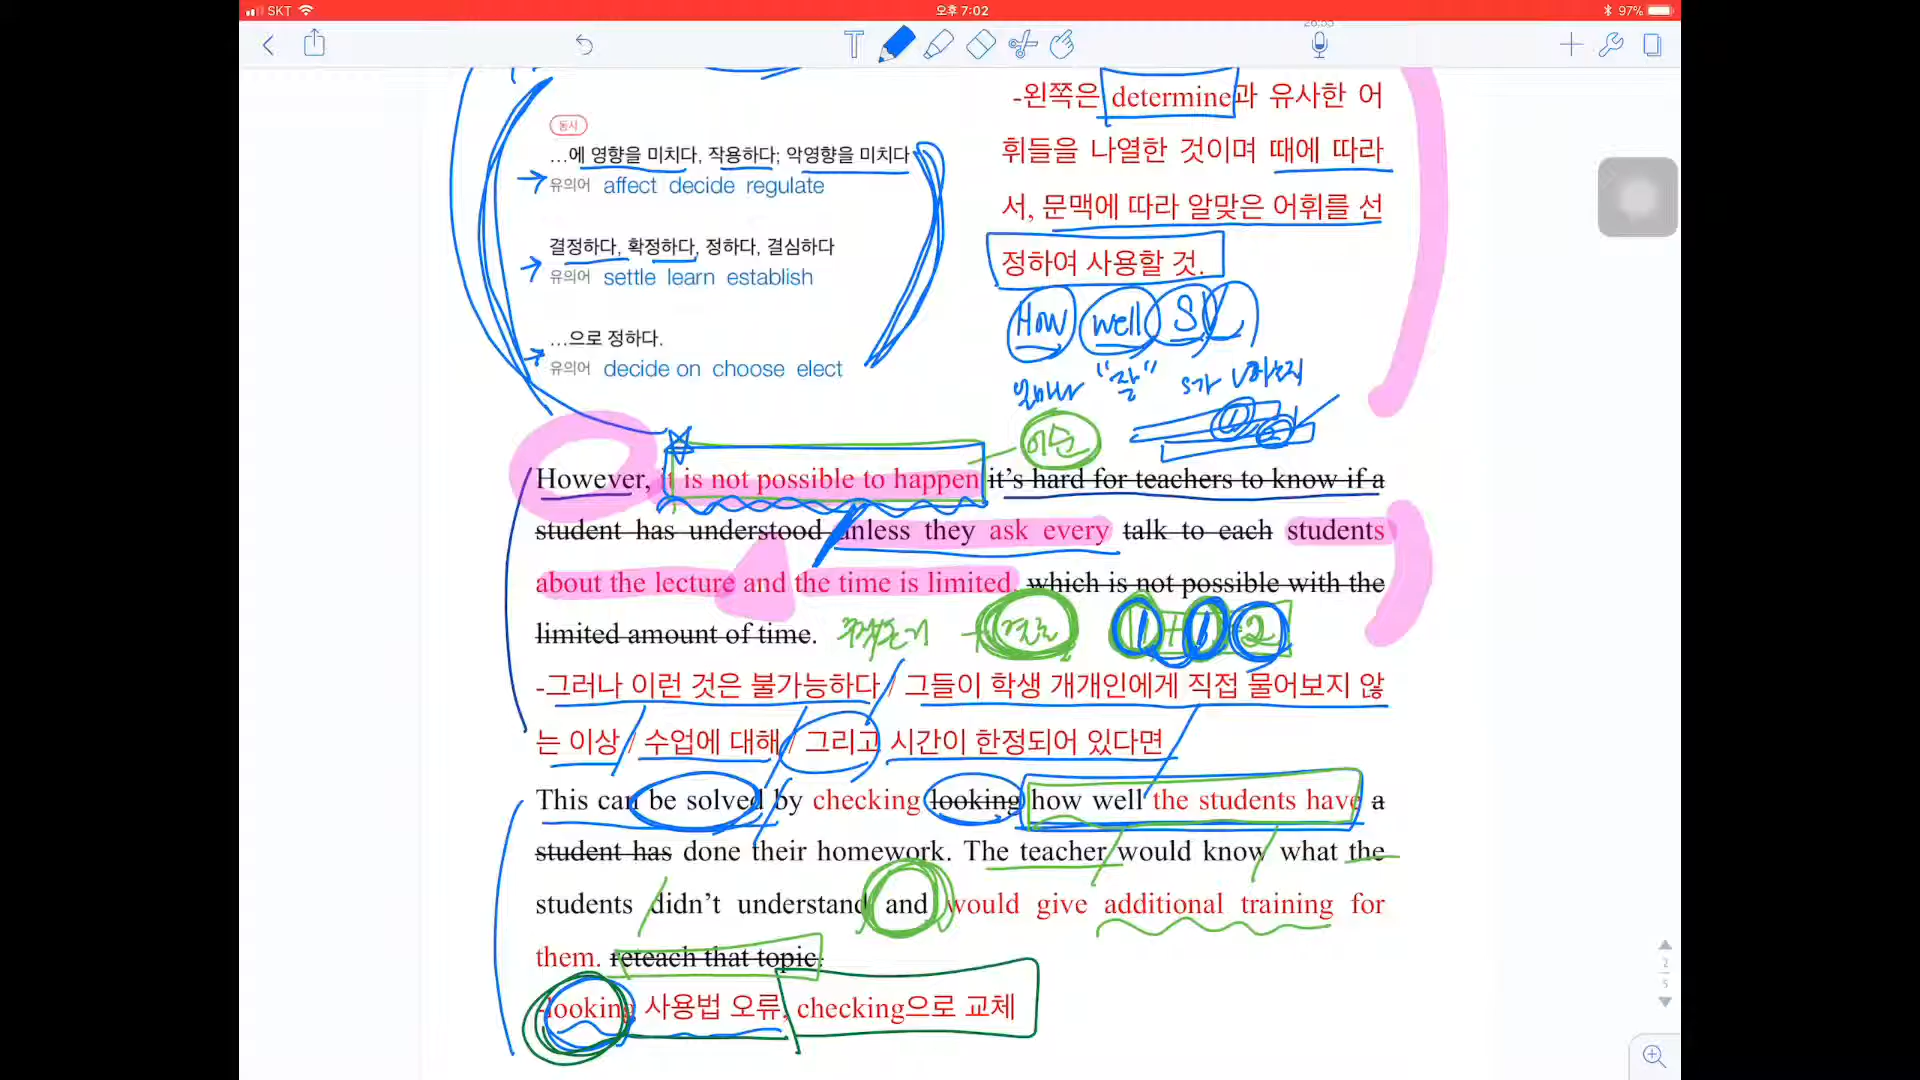 SKT
오후 7:02
97%
동사
…에 영향을 미치다, 작용하다; 악영향을 미치다
유의어 affect decide regulate
결정하다, 확정하다, 정하다, 결심하다
유의어 settle learn establish
…으로 정하다.
유의어 decide on choose elect
-왼쪽은 determine과 유사한 어
휘들을 나열한 것이며 때에 따라
서, 문맥에 따라 알맞은 어휘를 선
정하여 사용할 것.
How well S V
얼마나 "잘" S가 V하는지
① ②
However, it is not possible to happen it's hard for teachers to know if a
student has understood unless they ask every talk to each students
about the lecture and the time is limited. which is not possible with the
limited amount of time.
1 + 1 2
-그러나 이런 것은 불가능하다 / 그들이 학생 개개인에게 직접 물어보지 않
는 이상 / 수업에 대해 / 그리고 시간이 한정되어 있다면
This can be solved by checking looking how well the students have a
student has done their homework. The teacher would know what the
students didn't understand and would give additional training for
them. reteach that topic.
-looking 사용법 오류, checking으로 교체
2
5